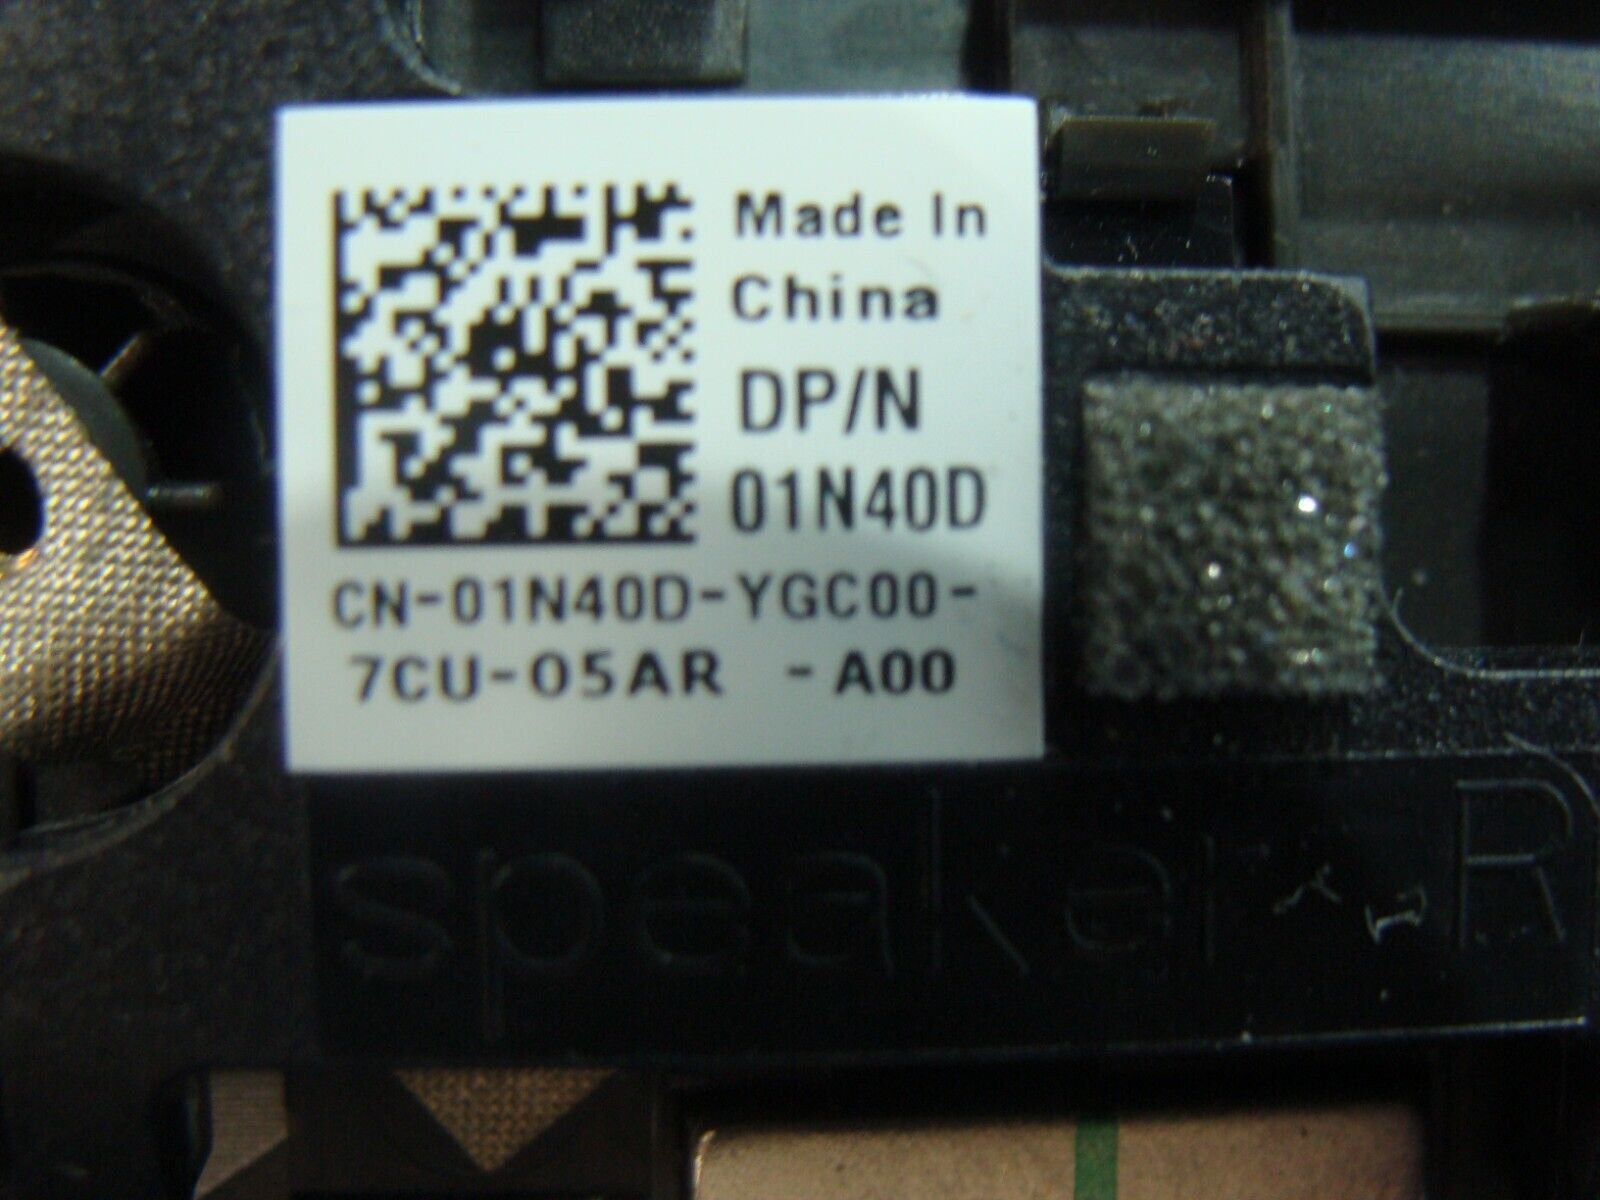 Made In
China
DP/N
01N40D
CN-01N40D-YGC00-
7CU-05AR -A00
speaker-R